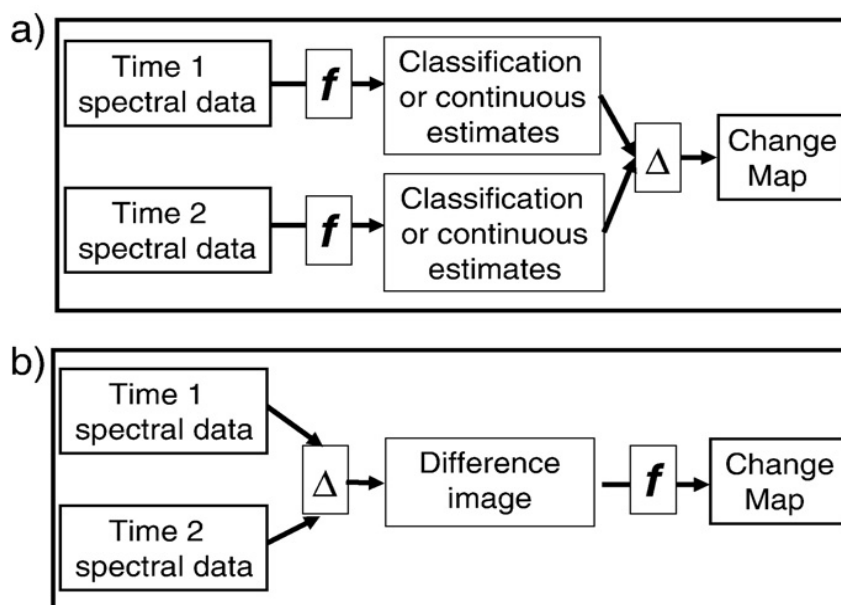 a)
Time 1
spectral data
f
Classification
or continuous
estimates
Δ
Change
Map
Time 2
spectral data
f
Classification
or continuous
estimates
b)
Time 1
spectral data
Δ
Difference
image
f
Change
Map
Time 2
spectral data